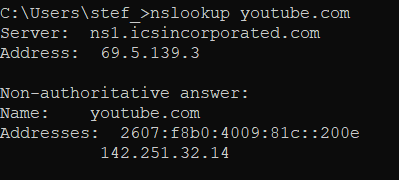 C:\Users\stef_>nslookup youtube.com
Server:  ns1.icsincorporated.com
Address:  69.5.139.3

Non-authoritative answer:
Name:    youtube.com
Addresses:  2607:f8b0:4009:81c::200e
          142.251.32.14